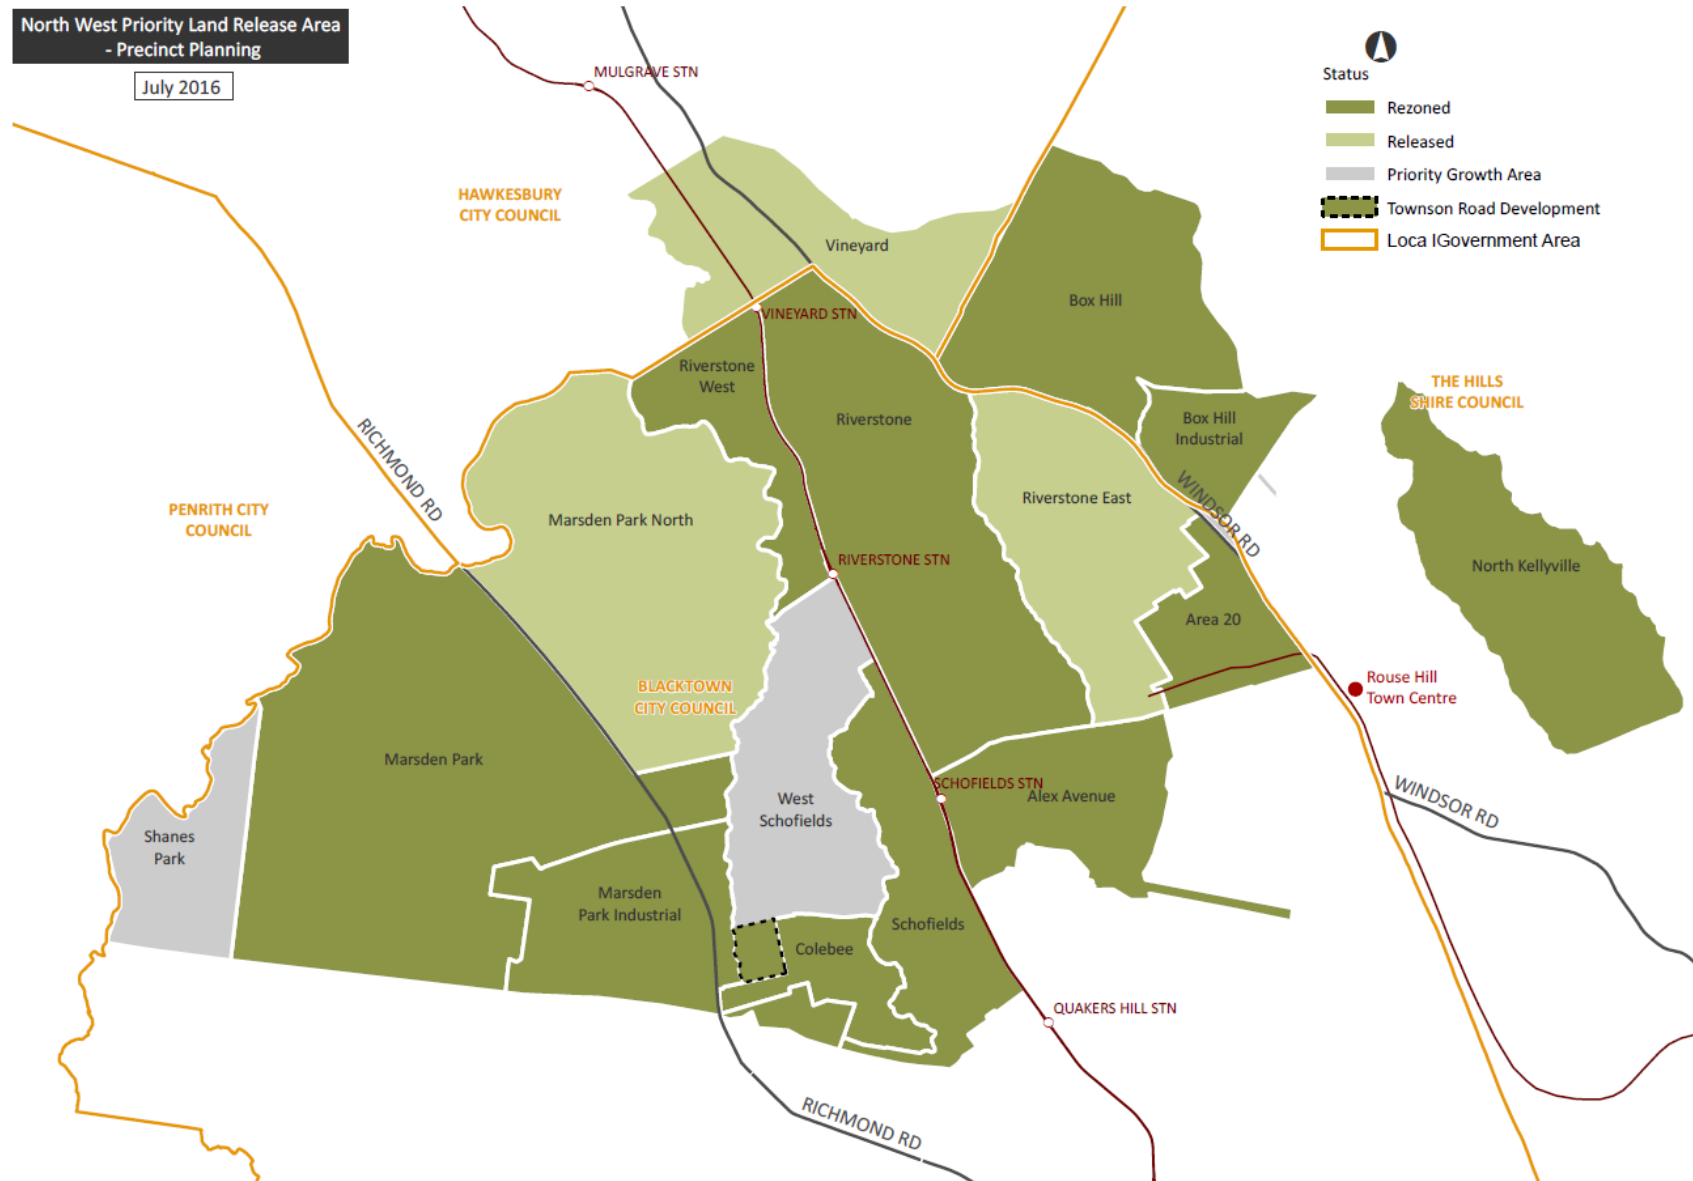 North West Priority Land Release Area
- Precinct Planning
July 2016
Status
Rezoned
Released
Priority Growth Area
Townson Road Development
Loca lGovernment Area
MULGRAVE STN
HAWKESBURY
CITY COUNCIL
Vineyard
Box Hill
VINEYARD STN
Riverstone
West
Riverstone
THE HILLS
SHIRE COUNCIL
Box Hill
Industrial
RICHMOND RD
WINDSOR RD
Riverstone East
PENRITH CITY
COUNCIL
Marsden Park North
RIVERSTONE STN
North Kellyville
Area 20
BLACKTOWN
CITY COUNCIL
Rouse Hill
Town Centre
Marsden Park
SCHOFIELDS STN
Alex Avenue
WINDSOR RD
West
Schofields
Shanes
Park
Marsden
Park Industrial
Schofields
Colebee
QUAKERS HILL STN
RICHMOND RD